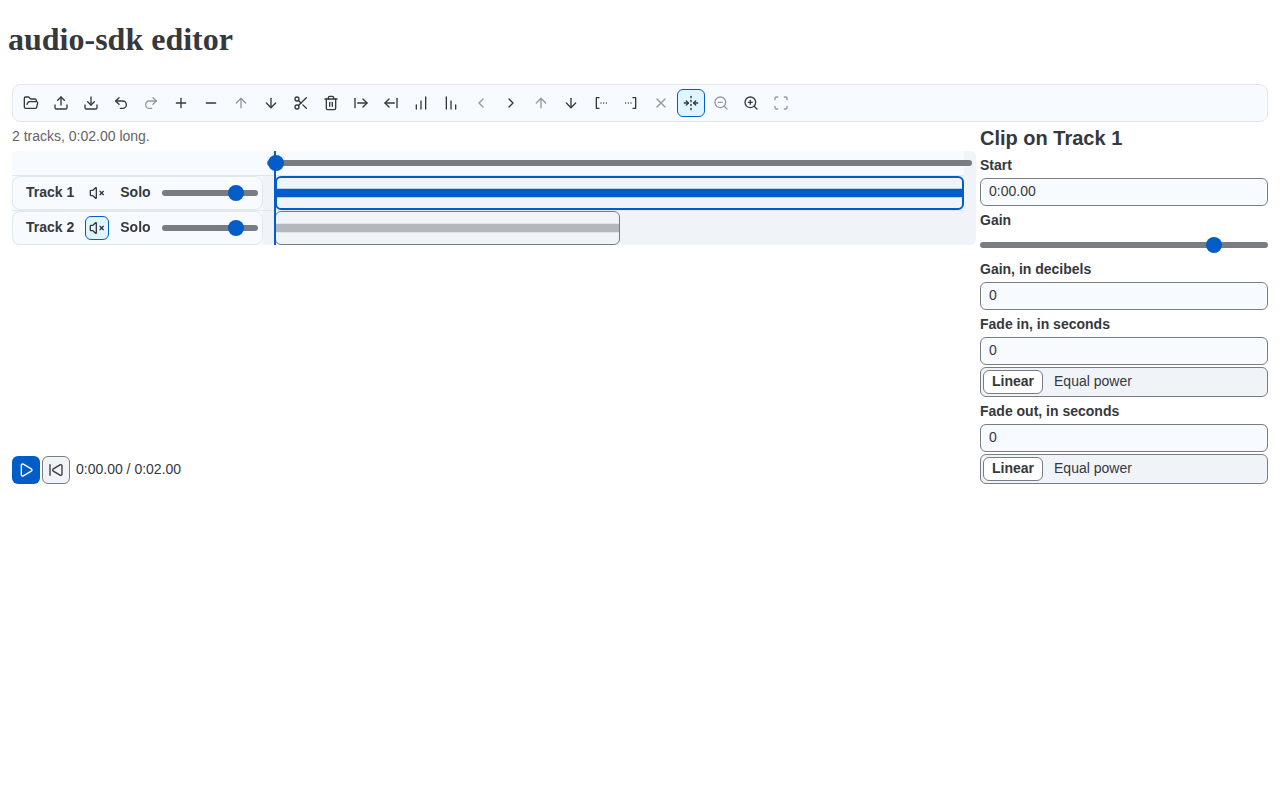 audio-sdk editor
2 tracks, 0:02.00 long.
Clip on Track 1
Start
0:00.00
Track 1 Solo
Track 2 Solo
Gain
Gain, in decibels
0
Fade in, in seconds
0
Linear Equal power
Fade out, in seconds
0
Linear Equal power
0:00.00 / 0:02.00